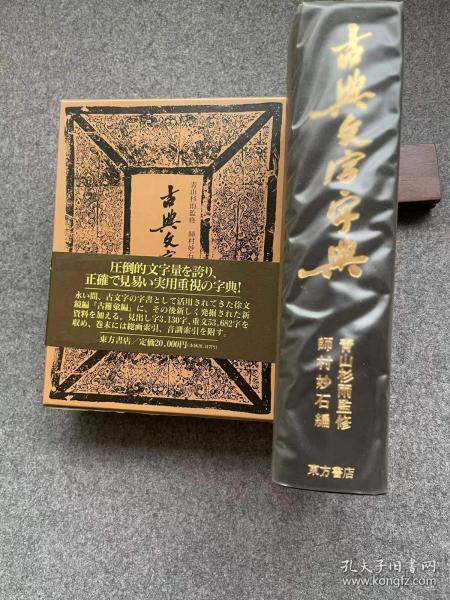 青山杉雨監修　師村妙石
古典文字
圧倒的文字量を誇り、
正確で見易い実用重視の字典!
永い間、古文字の字書として活用されてきた徐文
鏡編『古籀彙編』に、その後新しく発掘された新
資料を加える。見出し字3,130字、重文53,682字を
収め、巻末には総画索引、音訓索引を附す。
東方書店/定価20,000円
古典文字字典
青山杉雨監修
師村妙石編
東方書店
孔夫子旧书网
www.kongfz.com